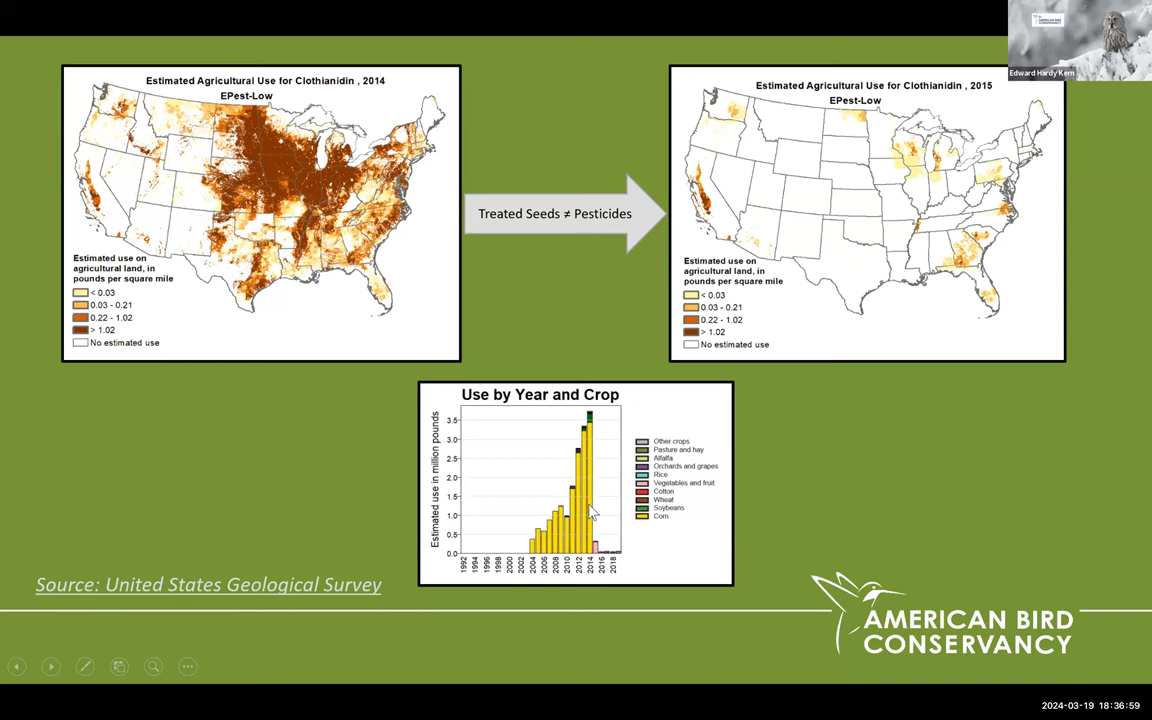 AMERICAN BIRD
CONSERVANCY
Edward Hardy Kern
Estimated Agricultural Use for Clothianidin , 2014
EPest-Low
Estimated use on
agricultural land, in
pounds per square mile
< 0.03
0.03 - 0.21
0.22 - 1.02
> 1.02
No estimated use
Treated Seeds ≠ Pesticides
Estimated Agricultural Use for Clothianidin , 2015
EPest-Low
Estimated use on
agricultural land, in
pounds per square mile
< 0.03
0.03 - 0.21
0.22 - 1.02
> 1.02
No estimated use
Use by Year and Crop
Estimated use in million pounds
3.5
3.0
2.5
2.0
1.5
1.0
0.5
0.0
1992
1994
1996
1998
2000
2002
2004
2006
2008
2010
2012
2014
2016
2018
Other crops
Pasture and hay
Alfalfa
Orchards and grapes
Rice
Vegetables and fruit
Cotton
Wheat
Soybeans
Corn
Source: United States Geological Survey
AMERICAN BIRD
CONSERVANCY
2024-03-19 18:36:59